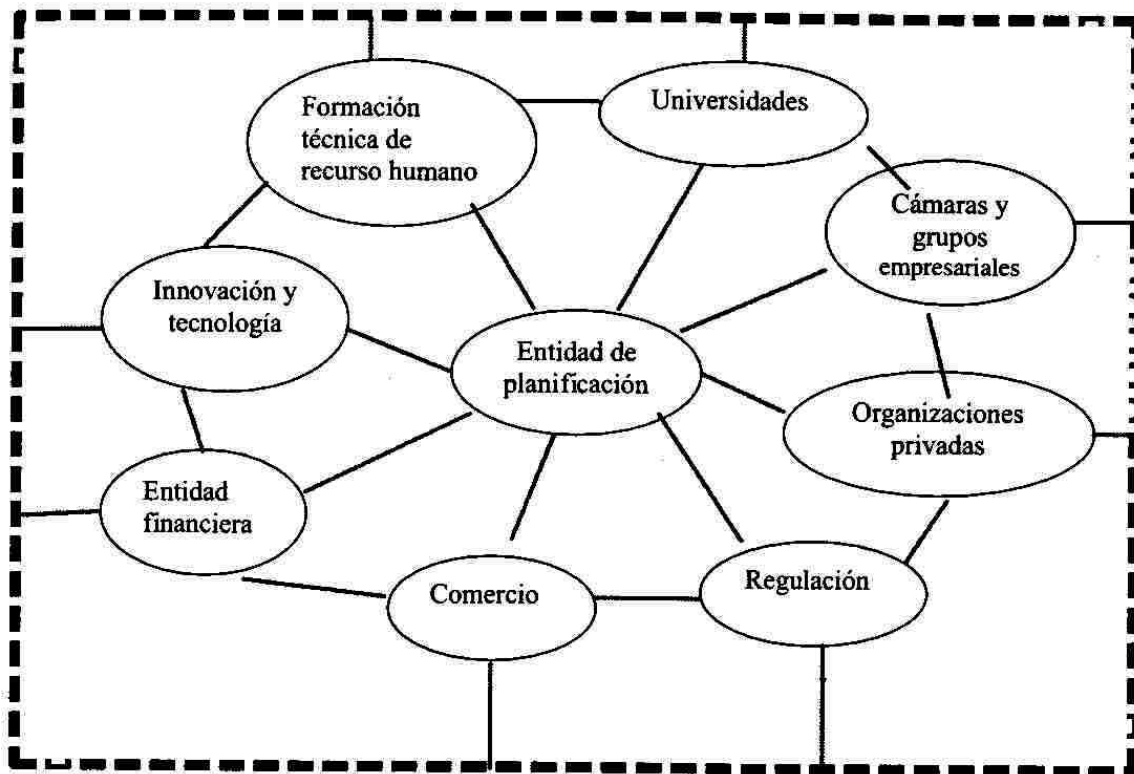 Formación
técnica de
recurso humano
Universidades
Cámaras y
grupos
empresariales
Innovación y
tecnología
Entidad de
planificación
Organizaciones
privadas
Entidad
financiera
Comercio
Regulación